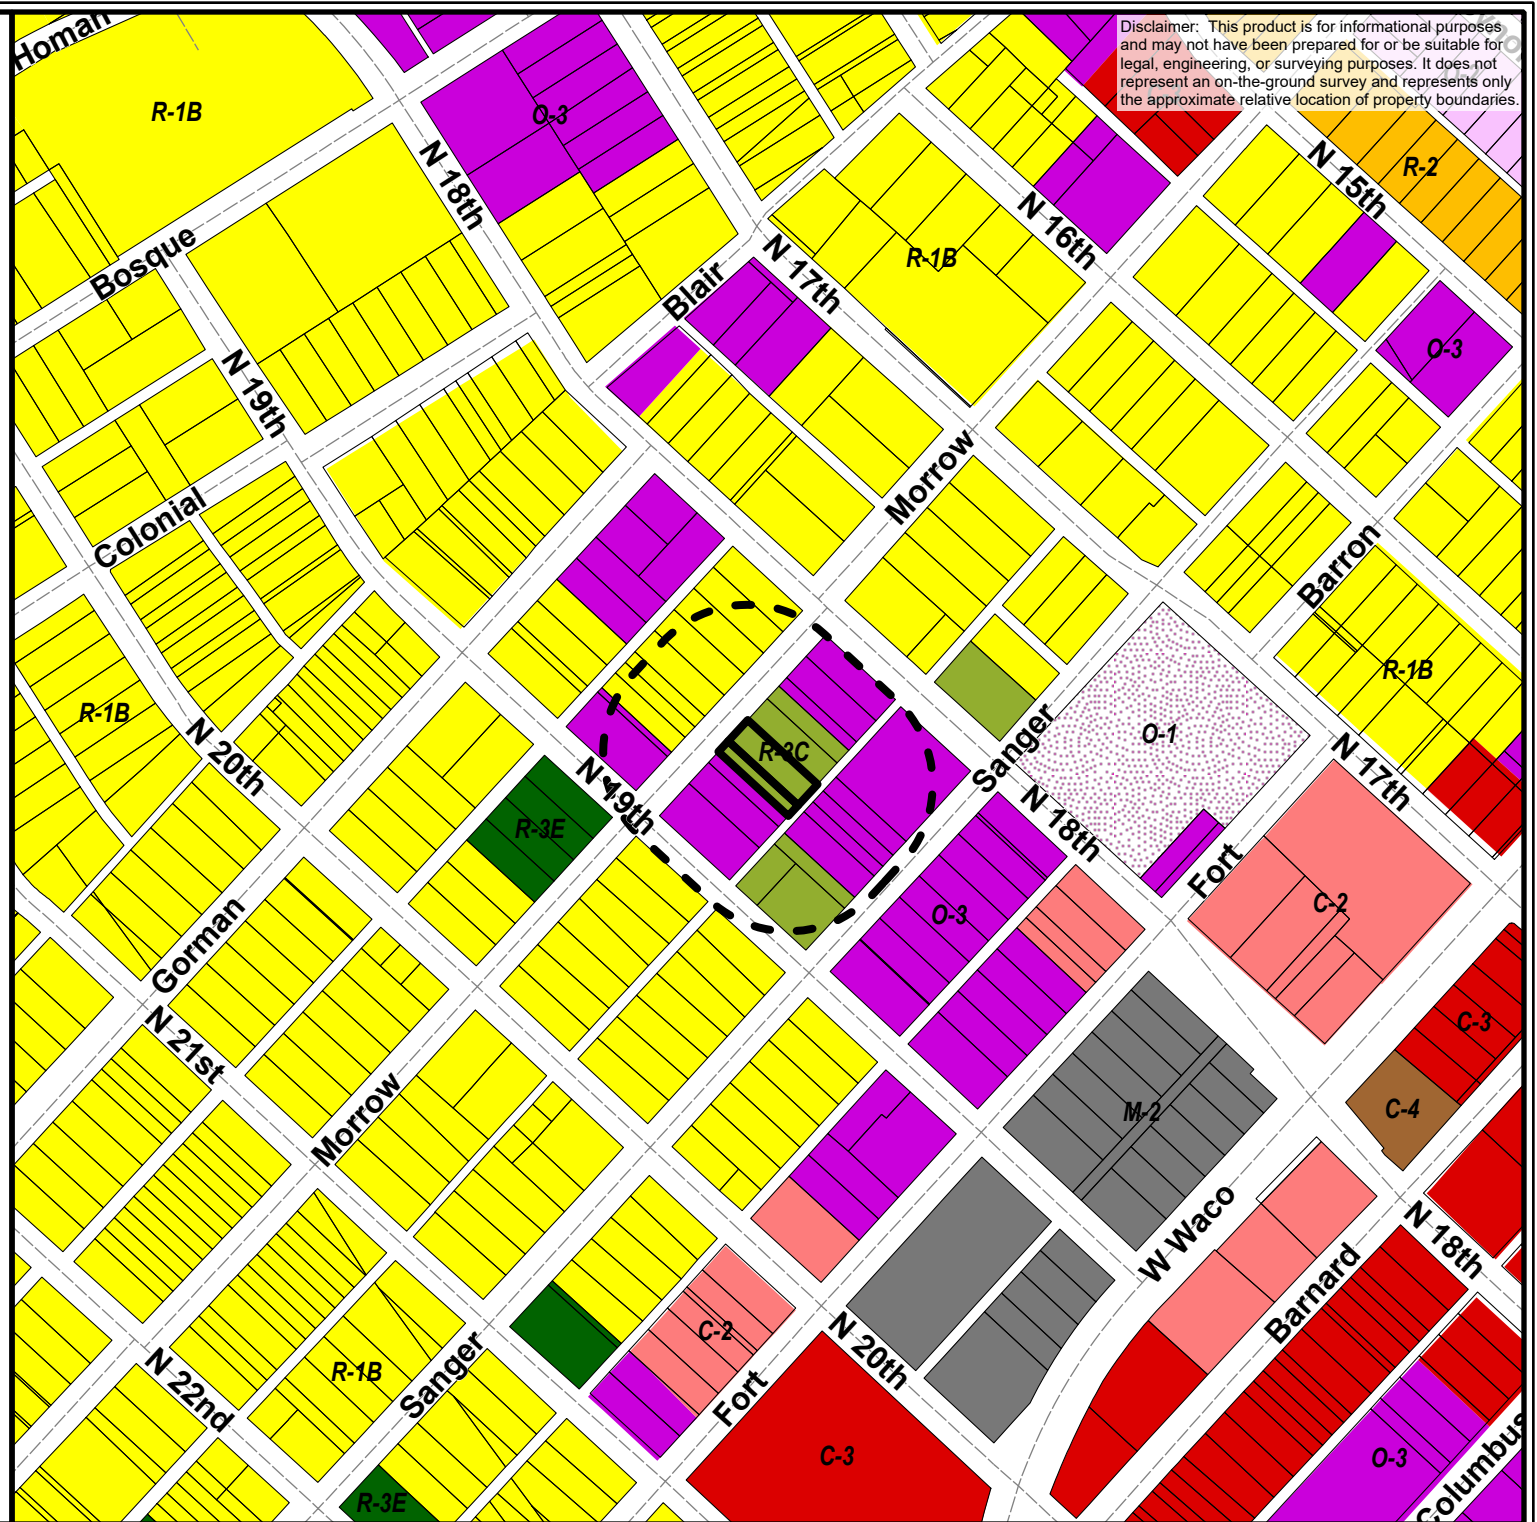 Homan
Disclaimer: This product is for informational purposes
and may not have been prepared for or be suitable for
legal, engineering, or surveying purposes. It does not
represent an on-the-ground survey and represents only
the approximate relative location of property boundaries.
R-1B
O-3
N 18th
N 15th
R-2
Bosque
N 16th
R-1B
N 17th
Blair
O-3
N 19th
Morrow
Colonial
Barron
R-1B
R-1B
N 20th
O-1
Sanger
R-3C
N 19th
N 17th
R-3E
N 18th
Fort
C-2
O-3
Gorman
C-3
N 21st
M-2
C-4
Morrow
W Waco
N 18th
Barnard
C-2
N 20th
R-1B
Sanger
N 22nd
Fort
C-3
O-3
R-3E
Columbus